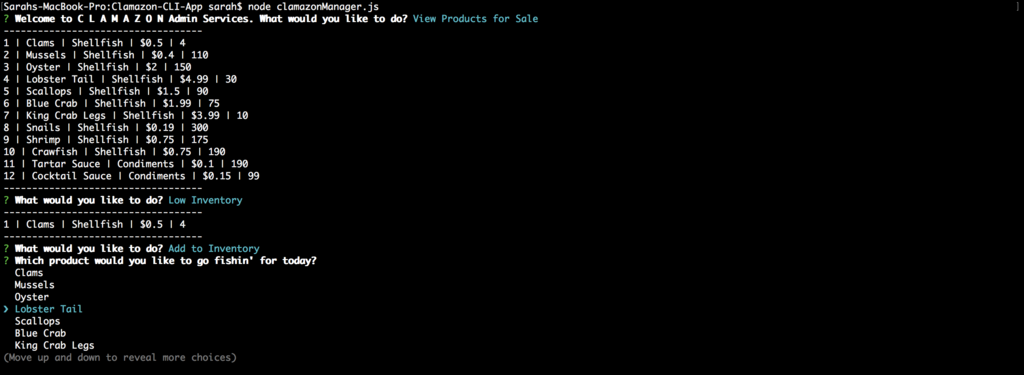 Sarahs-MacBook-Pro:Clamazon-CLI-App sarah$ node clamazonManager.js
? Welcome to C L A M A Z O N Admin Services. What would you like to do? View Products for Sale
----------------------------------
1 | Clams | Shellfish | $0.5 | 4
2 | Mussels | Shellfish | $0.4 | 110
3 | Oyster | Shellfish | $2 | 150
4 | Lobster Tail | Shellfish | $4.99 | 30
5 | Scallops | Shellfish | $1.5 | 90
6 | Blue Crab | Shellfish | $1.99 | 75
7 | King Crab Legs | Shellfish | $3.99 | 10
8 | Snails | Shellfish | $0.19 | 300
9 | Shrimp | Shellfish | $0.75 | 175
10 | Crawfish | Shellfish | $0.75 | 190
11 | Tartar Sauce | Condiments | $0.1 | 190
12 | Cocktail Sauce | Condiments | $0.15 | 99
----------------------------------
? What would you like to do? Low Inventory
----------------------------------
1 | Clams | Shellfish | $0.5 | 4
----------------------------------
? What would you like to do? Add to Inventory
? Which product would you like to go fishin' for today?
Clams
Mussels
Oyster
❯ Lobster Tail
Scallops
Blue Crab
King Crab Legs
(Move up and down to reveal more choices)